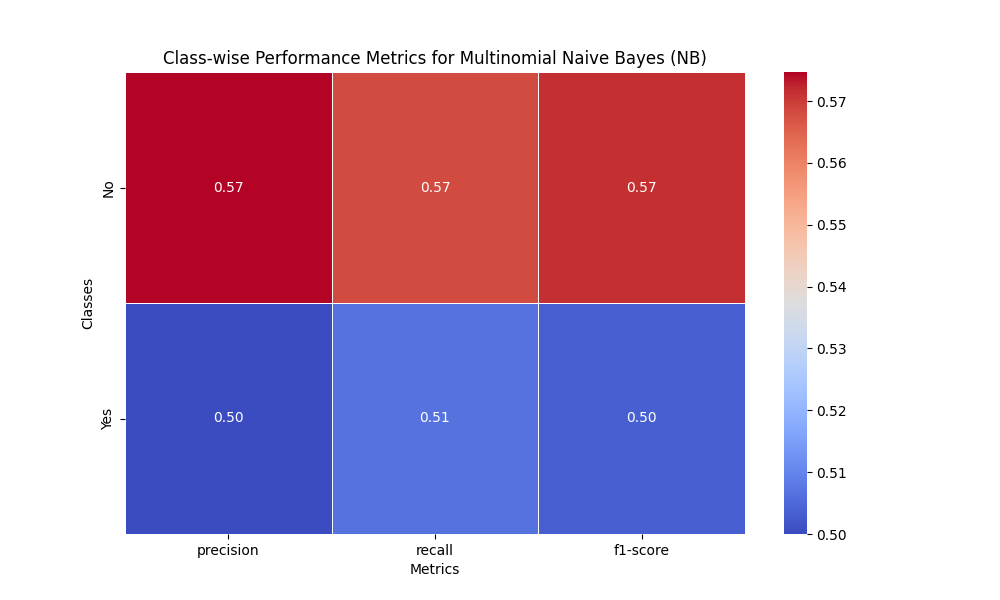 Class-wise Performance Metrics for Multinomial Naive Bayes (NB)
No
0.57 0.57 0.57
Classes
Yes
0.50 0.51 0.50
precision recall f1-score
Metrics
0.57
0.56
0.55
0.54
0.53
0.52
0.51
0.50